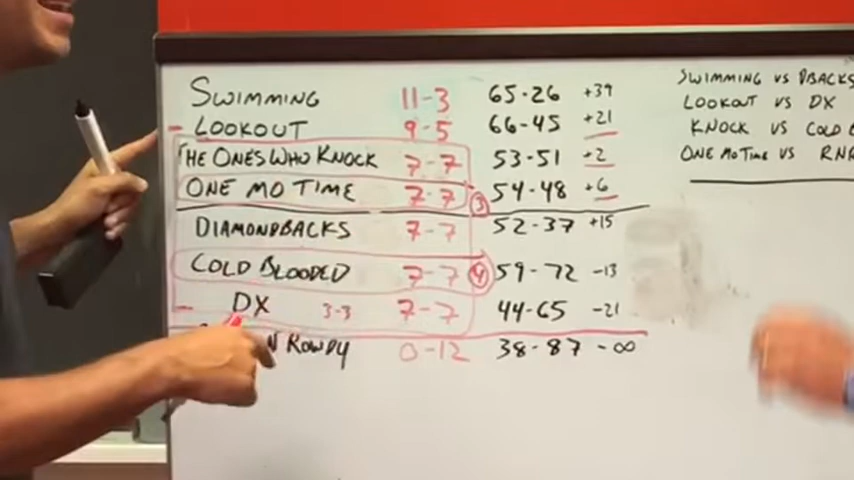 SWIMMING 11-3 65-26 +39
LOOKOUT 9-5 66-45 +21
THE ONES WHO KNOCK 7-7 53-51 +2
ONE MO TIME 7-7 ③ 54-48 +6
DIAMONDBACKS 7-7 52-37 +15
COLD BLOODED 7-7 ④ 59-72 -13
DX 3-3 7-7 44-65 -21
N ROWDY 0-12 38-87 -∞
SWIMMING VS DBACKS
LOOKOUT VS DX
KNOCK VS COLD
ONE MO TIME VS RNR